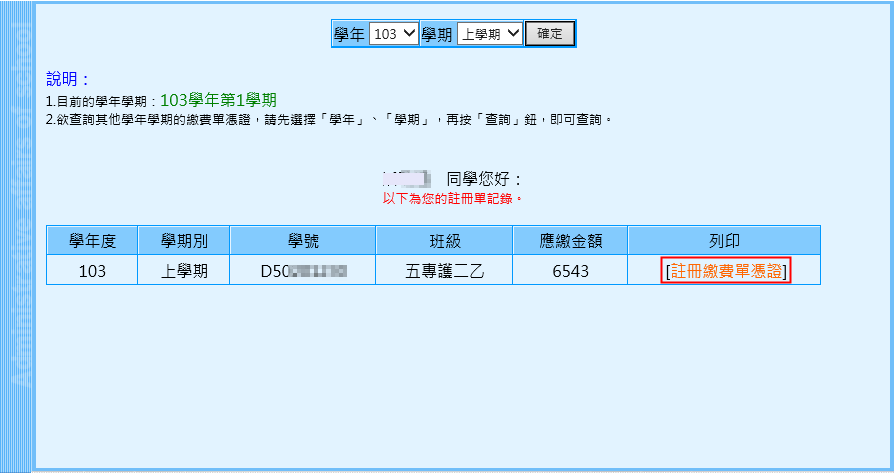 學年 103 學期 上學期 確定
說明：
1.目前的學年學期：103學年第1學期
2.欲查詢其他學年學期的繳費單憑證，請先選擇「學年」、「學期」，再按「查詢」鈕，即可查詢。
同學您好：
以下為您的註冊單記錄。
學年度 學期別 學號 班級 應繳金額 列印
103 上學期 D50 五專護二乙 6543 [註冊繳費單憑證]
Administrative affairs of school